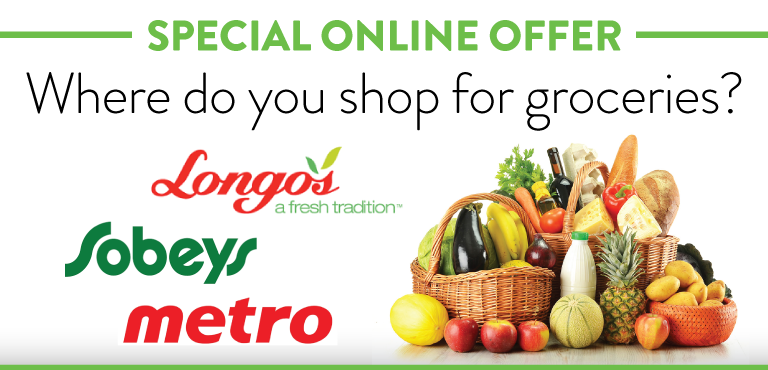 SPECIAL ONLINE OFFER
Where do you shop for groceries?
Longo's
a fresh tradition™
Sobeys
metro